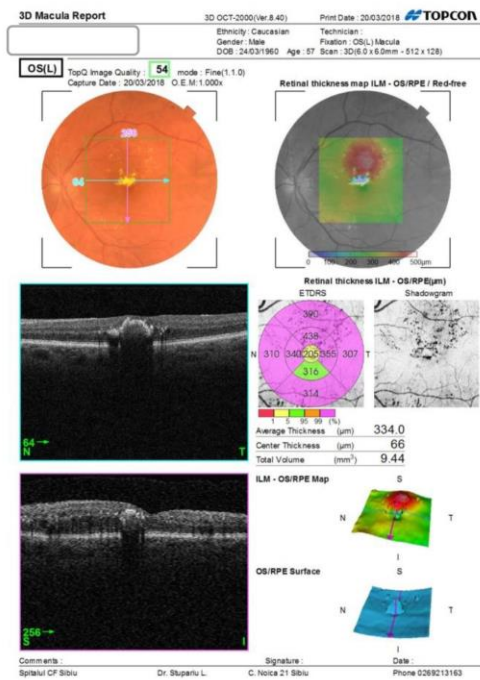 3D Macula Report 3D OCT-2000(Ver.8.40) Print Date : 20/03/2018 TOPCON
Ethnicity : Caucasian Technician :
Gender : Male Fixation : OS(L) Macula
DOB : 24/03/1960 Age : 57 Scan : 3D(6.0 x 6.0mm - 512 x 128)
OS(L) TopQ Image Quality : 54 mode : Fine(1.1.0)
Capture Date : 20/03/2018 O.E.M:1.000x
Retinal thickness map ILM - OS/RPE / Red-free
256
64
0 100 200 300 400 500µm
Retinal thickness ILM - OS/RPE(µm)
ETDRS Shadowgram
390
438
N 310 340 205 355 307 T
316
314
1 5 95 99 (%)
Average Thickness (µm) 334.0
Center Thickness (µm) 66
Total Volume (mm³) 9.44
64 →
N T
ILM - OS/RPE Map S
N T
I
OS/RPE Surface S
N T
I
256 →
S I
Comments : Signature : Date :
Spitalul CF Sibiu Dr. Stupariu L. C. Noica 21 Sibiu Phone 0269213163